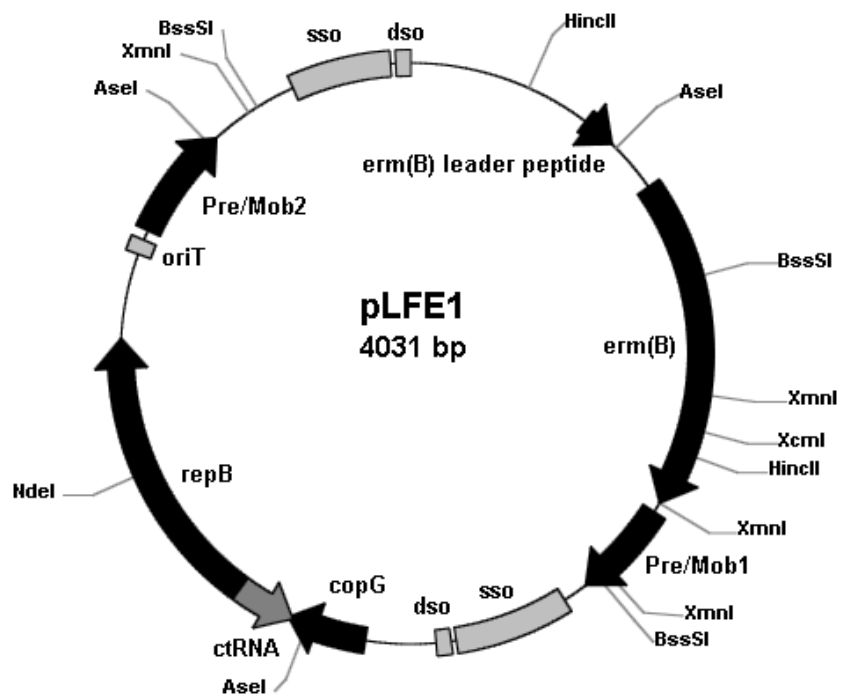 BssSI
sso
dso
HincII
XmnI
AseI
AseI
erm(B) leader peptide
Pre/Mob2
oriT
BssSI
pLFE1
4031 bp
erm(B)
XmnI
XcmI
HincII
repB
NdeI
XmnI
Pre/Mob1
copG
dso
sso
XmnI
BssSI
ctRNA
AseI